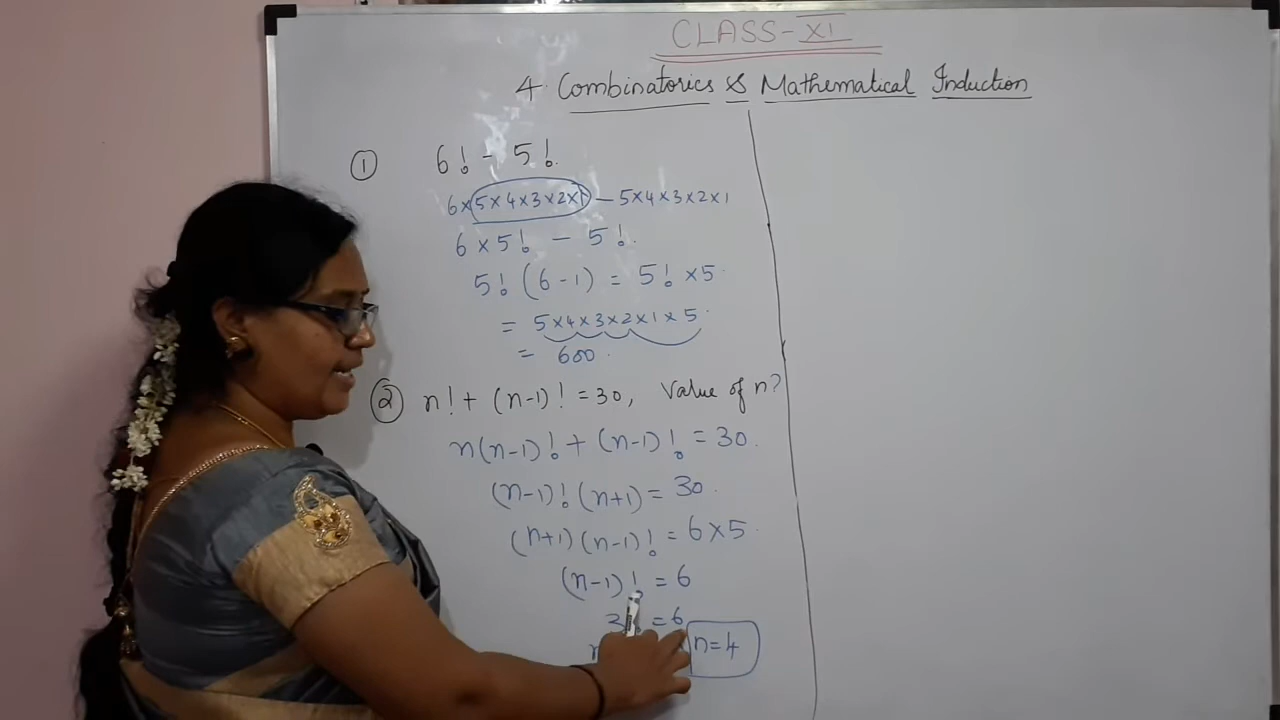 CLASS-XI
4. Combinatorics & Mathematical Induction
① 6! - 5!.
6×5×4×3×2×1 - 5×4×3×2×1
6×5! - 5!.
5! (6-1) = 5! ×5
= 5×4×3×2×1×5
= 600.
② n! + (n-1)! = 30, Value of n?
n(n-1)! + (n-1)! = 30.
(n-1)! (n+1) = 30.
(n+1) (n-1)! = 6×5.
(n-1)! = 6
3! = 6
n=4